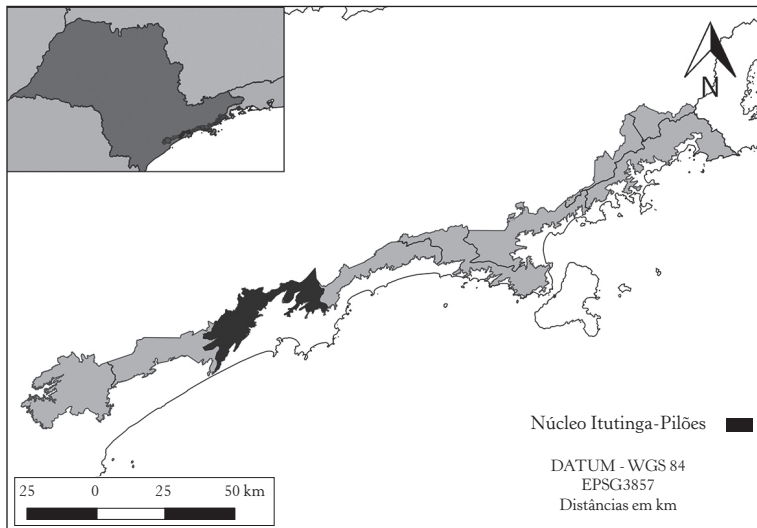 N
Núcleo Itutinga-Pilões
DATUM - WGS 84
EPSG3857
Distâncias em km
25 0 25 50 km